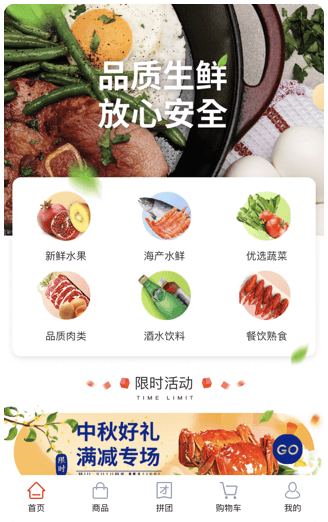 品质生鲜
放心安全
新鲜水果
海产水鲜
优选蔬菜
品质肉类
酒水饮料
餐饮熟食
限时活动
TIME LIMIT
中秋好礼
限时
满减专场
GO
首页
商品
拼团
购物车
我的